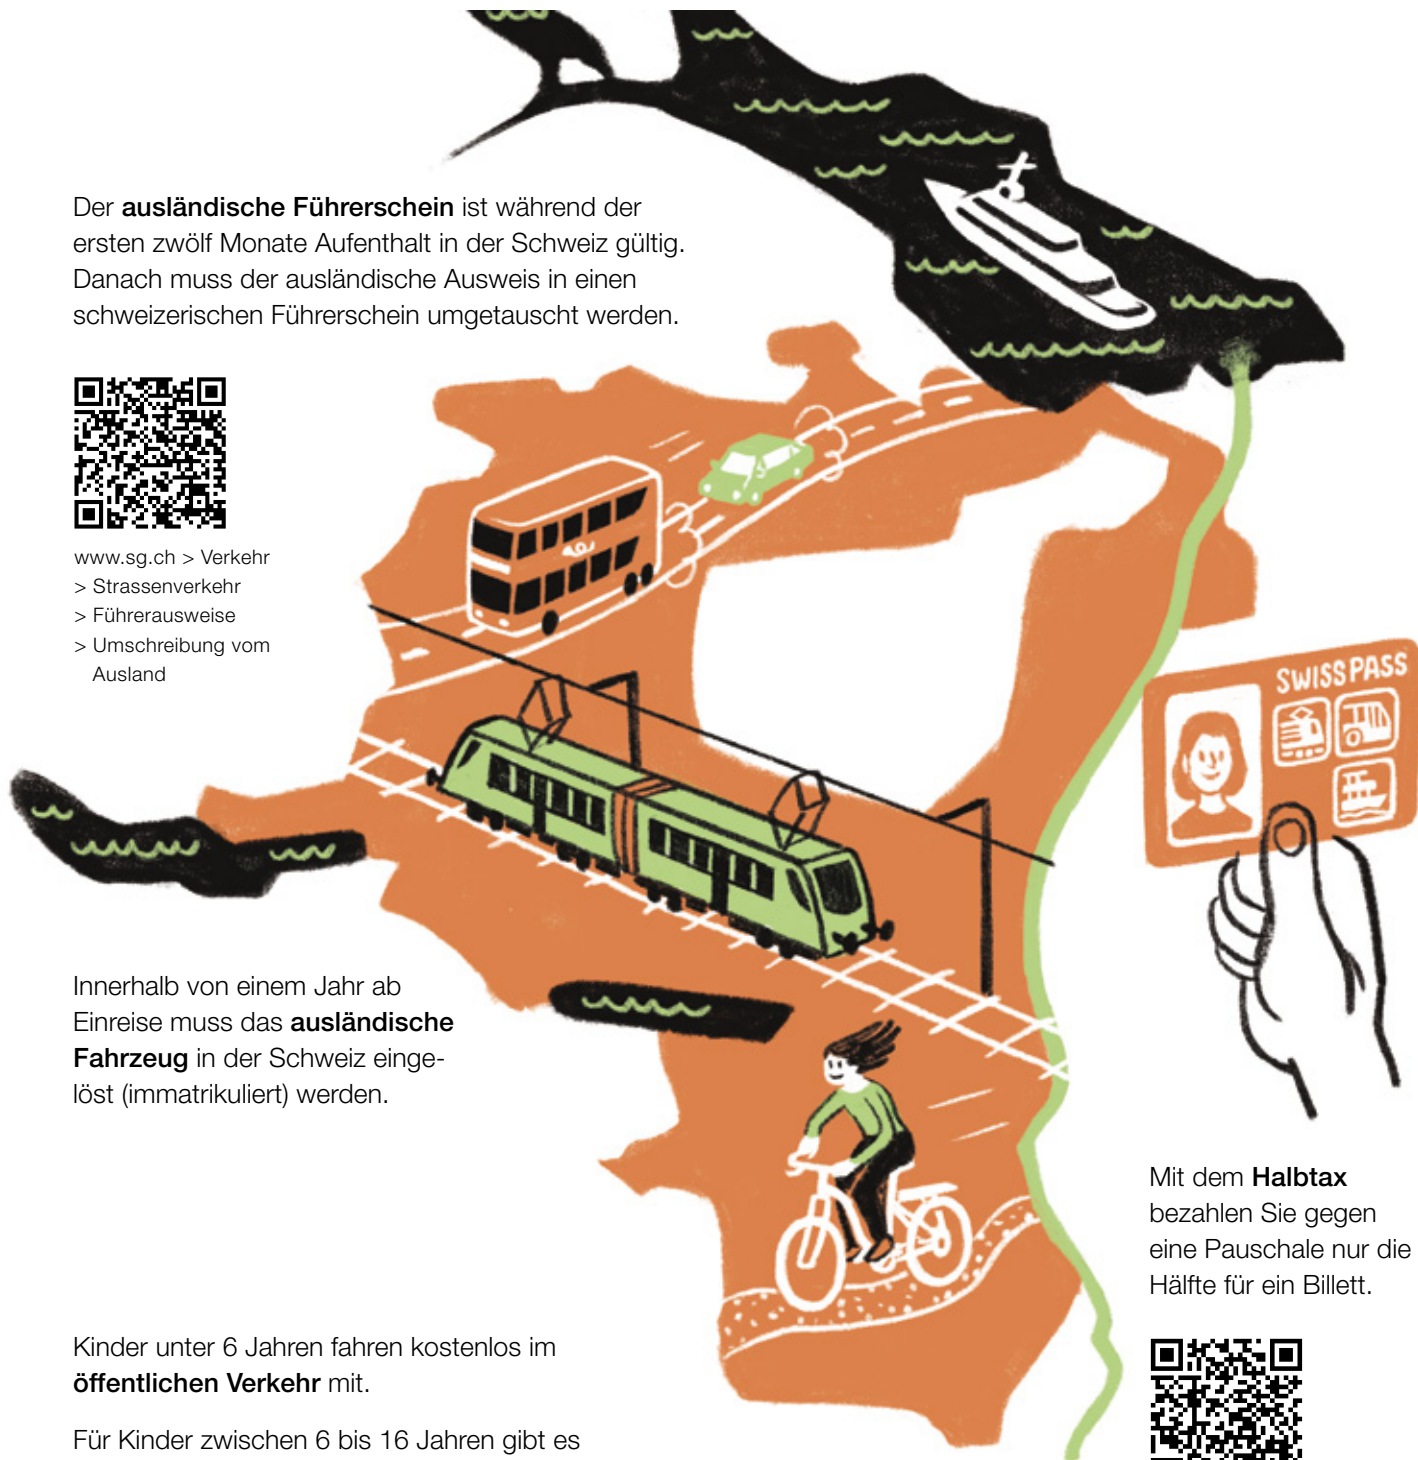 Der ausländische Führerschein ist während der
ersten zwölf Monate Aufenthalt in der Schweiz gültig.
Danach muss der ausländische Ausweis in einen
schweizerischen Führerschein umgetauscht werden.
www.sg.ch > Verkehr
> Strassenverkehr
> Führerausweise
> Umschreibung vom
Ausland
SWISS PASS
Innerhalb von einem Jahr ab
Einreise muss das ausländische
Fahrzeug in der Schweiz einge-
löst (immatrikuliert) werden.
Mit dem Halbtax
bezahlen Sie gegen
eine Pauschale nur die
Hälfte für ein Billett.
Kinder unter 6 Jahren fahren kostenlos im
öffentlichen Verkehr mit.
Für Kinder zwischen 6 bis 16 Jahren gibt es